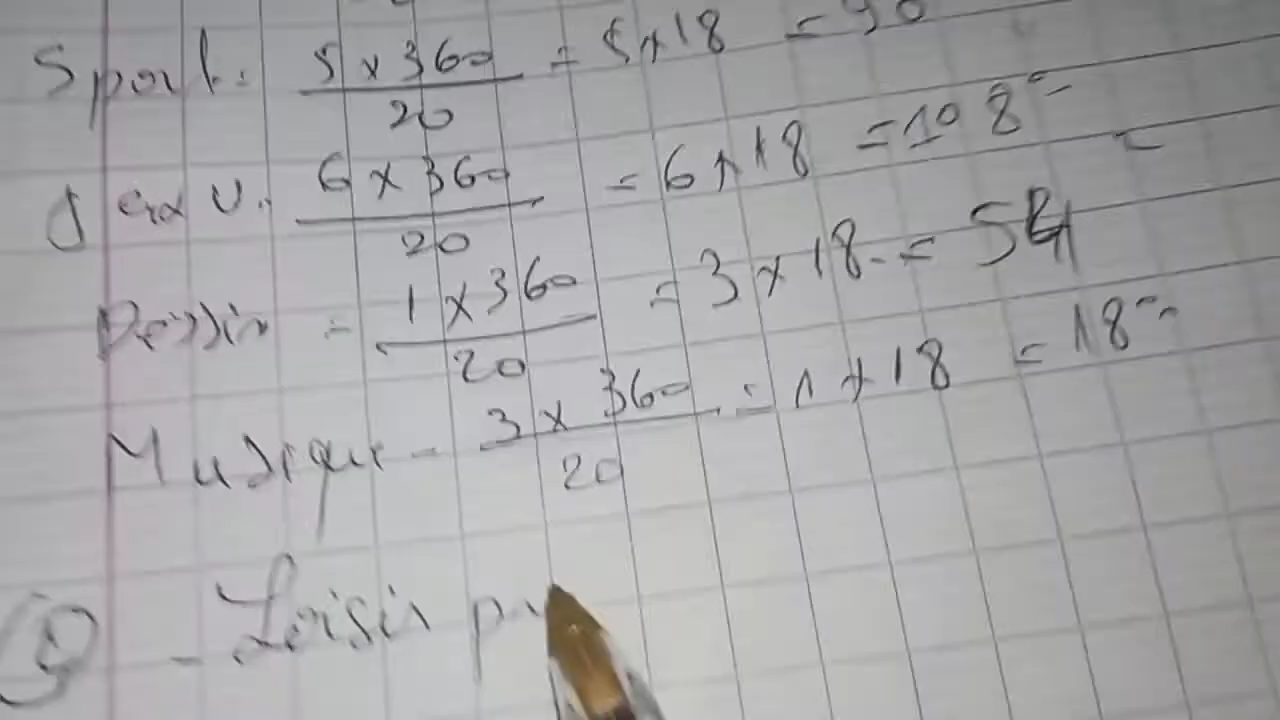 Sport: 5 x 360 / 20 = 5 x 18 = 90
Jeux V. 6 x 360 / 20 = 6 x 18 = 108°
Dessin = 1 x 360 / 20 = 3 x 18 = 54
Musique - 3 x 360 / 20 = 1 x 18 = 18°
- Loisir